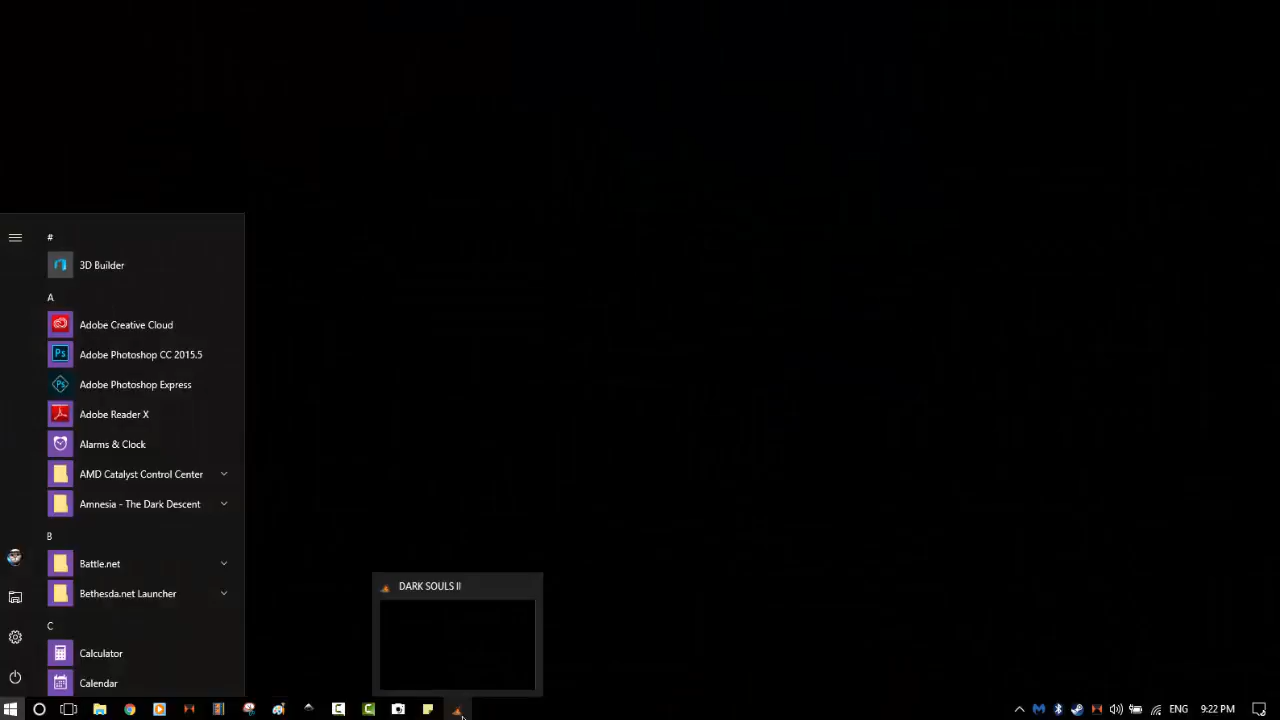 #
3D Builder
A
Adobe Creative Cloud
Ps Adobe Photoshop CC 2015.5
Ps Adobe Photoshop Express
Adobe Reader X
Alarms & Clock
AMD Catalyst Control Center
Amnesia - The Dark Descent
B
Battle.net
Bethesda.net Launcher
C
Calculator
Calendar
DARK SOULS II
ENG
9:22 PM